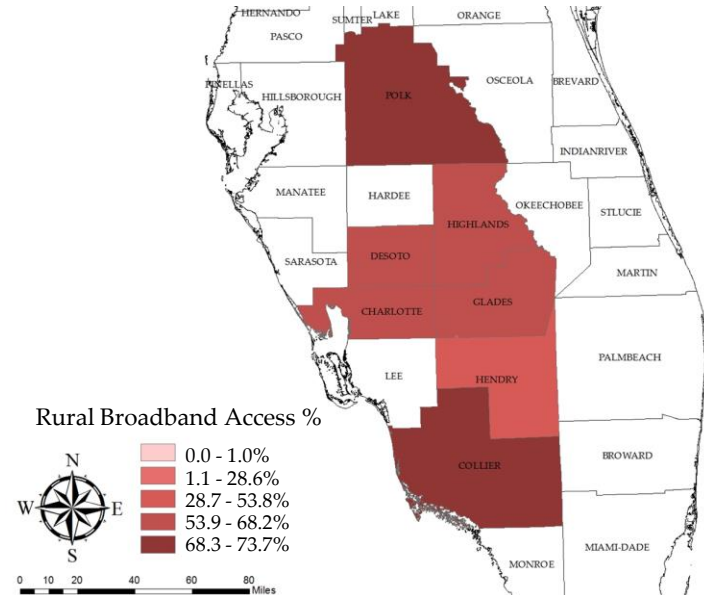 HERNANDO
SUMTER
LAKE
ORANGE
PASCO
PINELLAS
HILLSBOROUGH
POLK
OSCEOLA
BREVARD
INDIANRIVER
MANATEE
HARDEE
HIGHLANDS
OKEECHOBEE
STLUCIE
SARASOTA
DESOTO
MARTIN
CHARLOTTE
GLADES
LEE
HENDRY
PALMBEACH
COLLIER
BROWARD
MONROE
MIAMI-DADE
Rural Broadband Access %
0.0 - 1.0%
1.1 - 28.6%
28.7 - 53.8%
53.9 - 68.2%
68.3 - 73.7%
N
W E
S
0 10 20 40 60 80
Miles